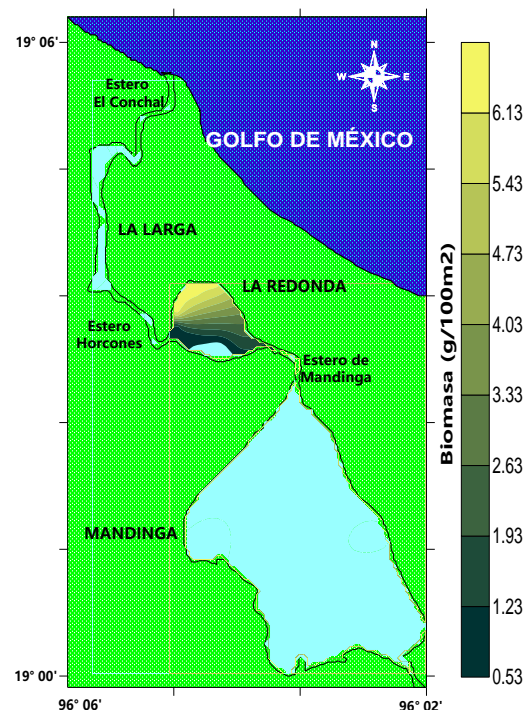 19° 06'
Estero
El Conchal
N
W E
S
GOLFO DE MÉXICO
LA LARGA
LA REDONDA
Estero
Horcones
Estero de
Mandinga
MANDINGA
19° 00'
96° 06'
96° 02'
Biomasa (g/100m2)
6.13
5.43
4.73
4.03
3.33
2.63
1.93
1.23
0.53